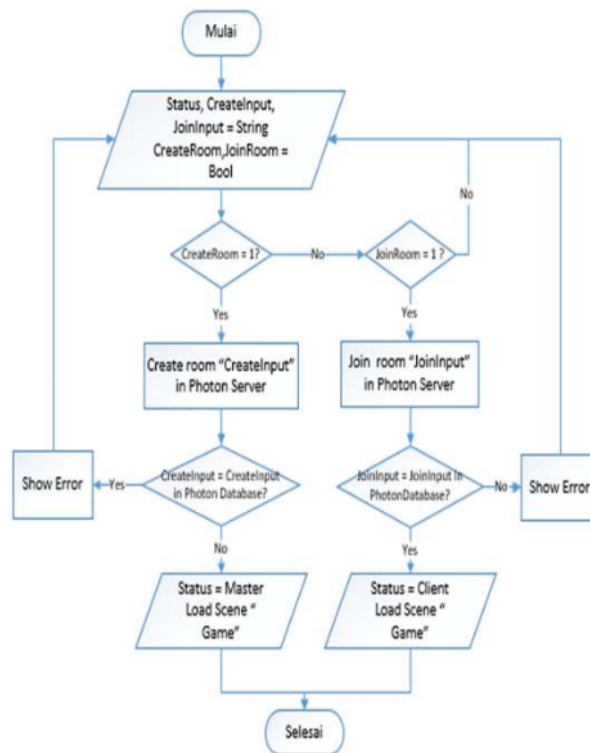 Mulai
Status, CreateInput,
JoinInput = String
CreateRoom,JoinRoom =
Bool
No
CreateRoom = 1?
No
JoinRoom = 1 ?
Yes
Yes
Create room “CreateInput”
in Photon Server
Join room “JoinInput”
in Photon Server
Show Error
Yes
CreateInput = CreateInput
in Photon Database?
JoinInput = JoinInput in
PhotonDatabase?
No
Show Error
No
Yes
Status = Master
Load Scene “
Game”
Status = Client
Load Scene “
Game”
Selesai